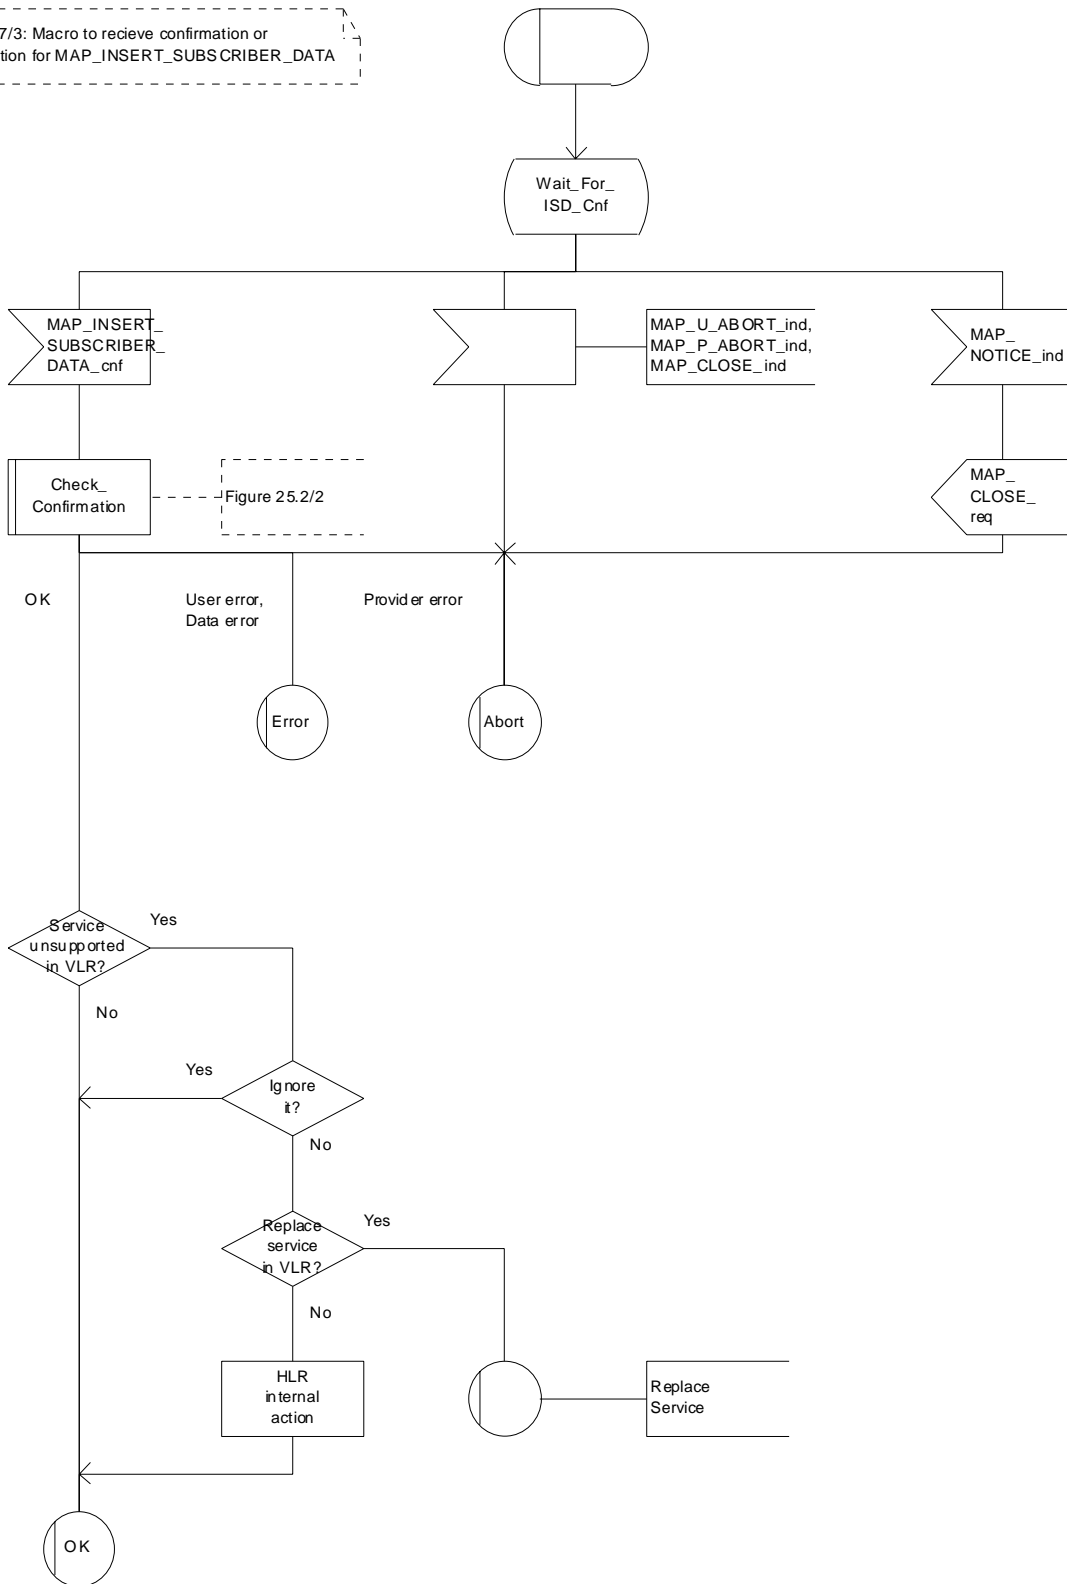 7/3: Macro to recieve confirmation or
tion for MAP_INSERT_SUBSCRIBER_DATA
Wait_For_
ISD_Cnf
MAP_INSERT_
SUBSCRIBER_
DATA_cnf
MAP_U_ABORT_ind,
MAP_P_ABORT_ind,
MAP_CLOSE_ind
MAP_
NOTICE_ind
Check_
Confirmation
Figure 25.2/2
MAP_
CLOSE_
req
OK
User error,
Data error
Provider error
Error
Abort
Service
unsupported
in VLR?
Yes
No
Yes
Ignore
it?
No
Replace
service
in VLR?
Yes
No
HLR
internal
action
Replace
Service
OK